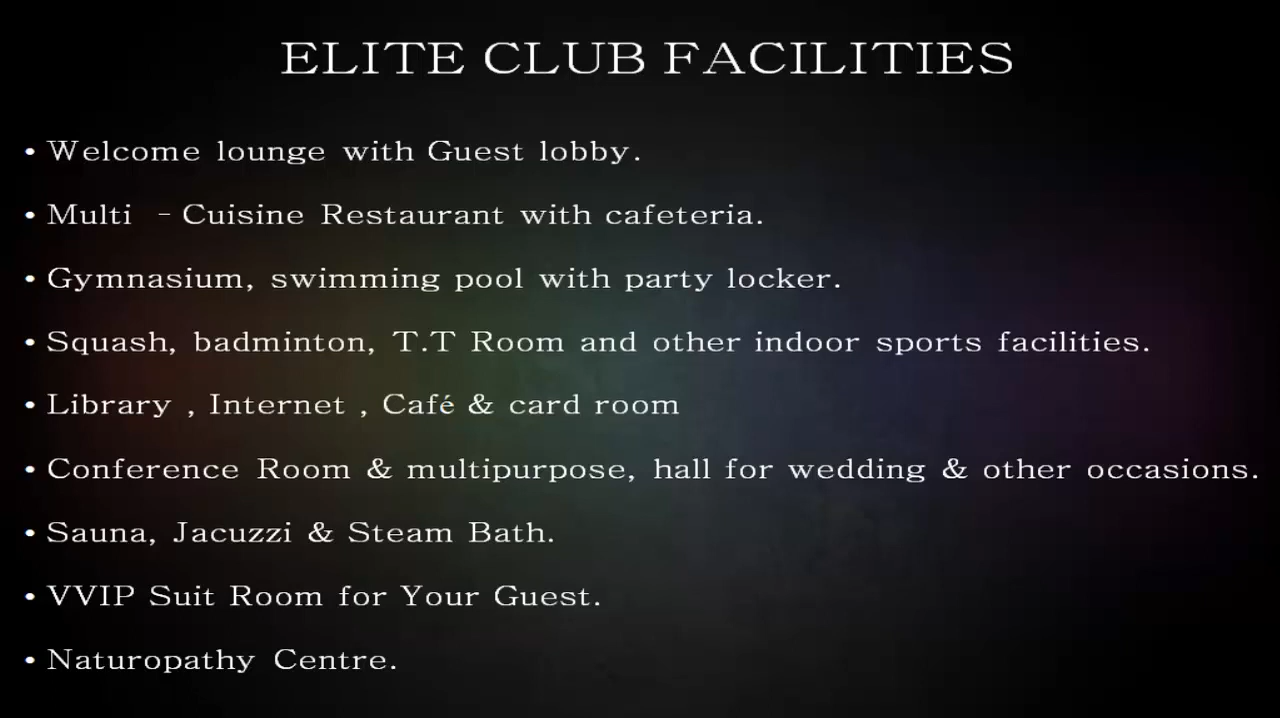 ELITE CLUB FACILITIES
• Welcome lounge with Guest lobby.
• Multi - Cuisine Restaurant with cafeteria.
• Gymnasium, swimming pool with party locker.
• Squash, badminton, T.T Room and other indoor sports facilities.
• Library , Internet , Café & card room
• Conference Room & multipurpose, hall for wedding & other occasions.
• Sauna, Jacuzzi & Steam Bath.
• VVIP Suit Room for Your Guest.
• Naturopathy Centre.